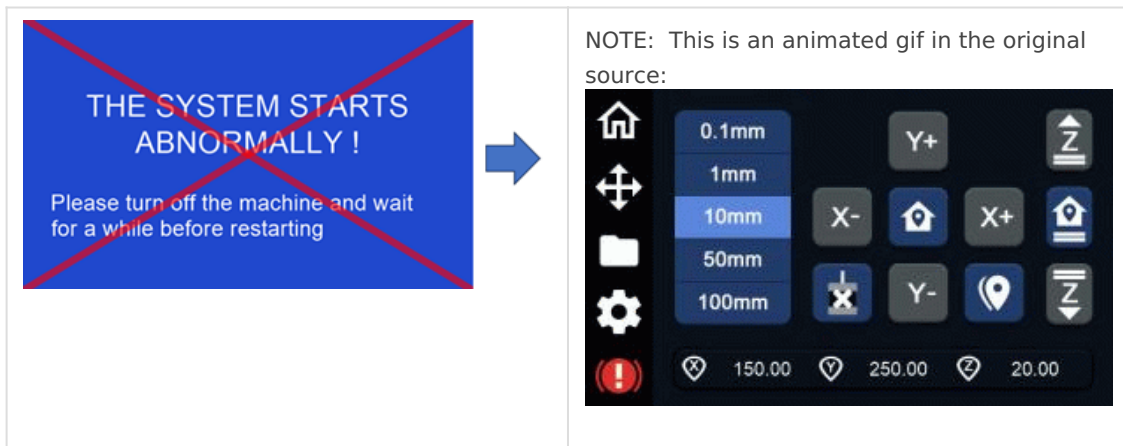 THE SYSTEM STARTS
ABNORMALLY !
Please turn off the machine and wait
for a while before restarting
NOTE:  This is an animated gif in the original
source:
0.1mm
1mm
10mm
50mm
100mm
Y+
Z
X-
X+
Y-
Z
X 150.00 Y 250.00 Z 20.00